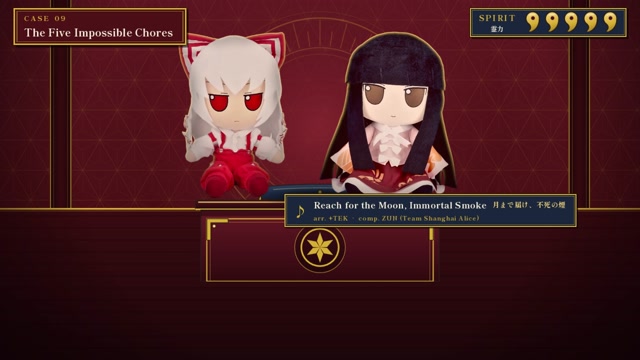 CASE 09
The Five Impossible Chores
SPIRIT
霊力
Reach for the Moon, Immortal Smoke 月まで届け、不死の煙
arr. +TEK · comp. ZUN (Team Shanghai Alice)